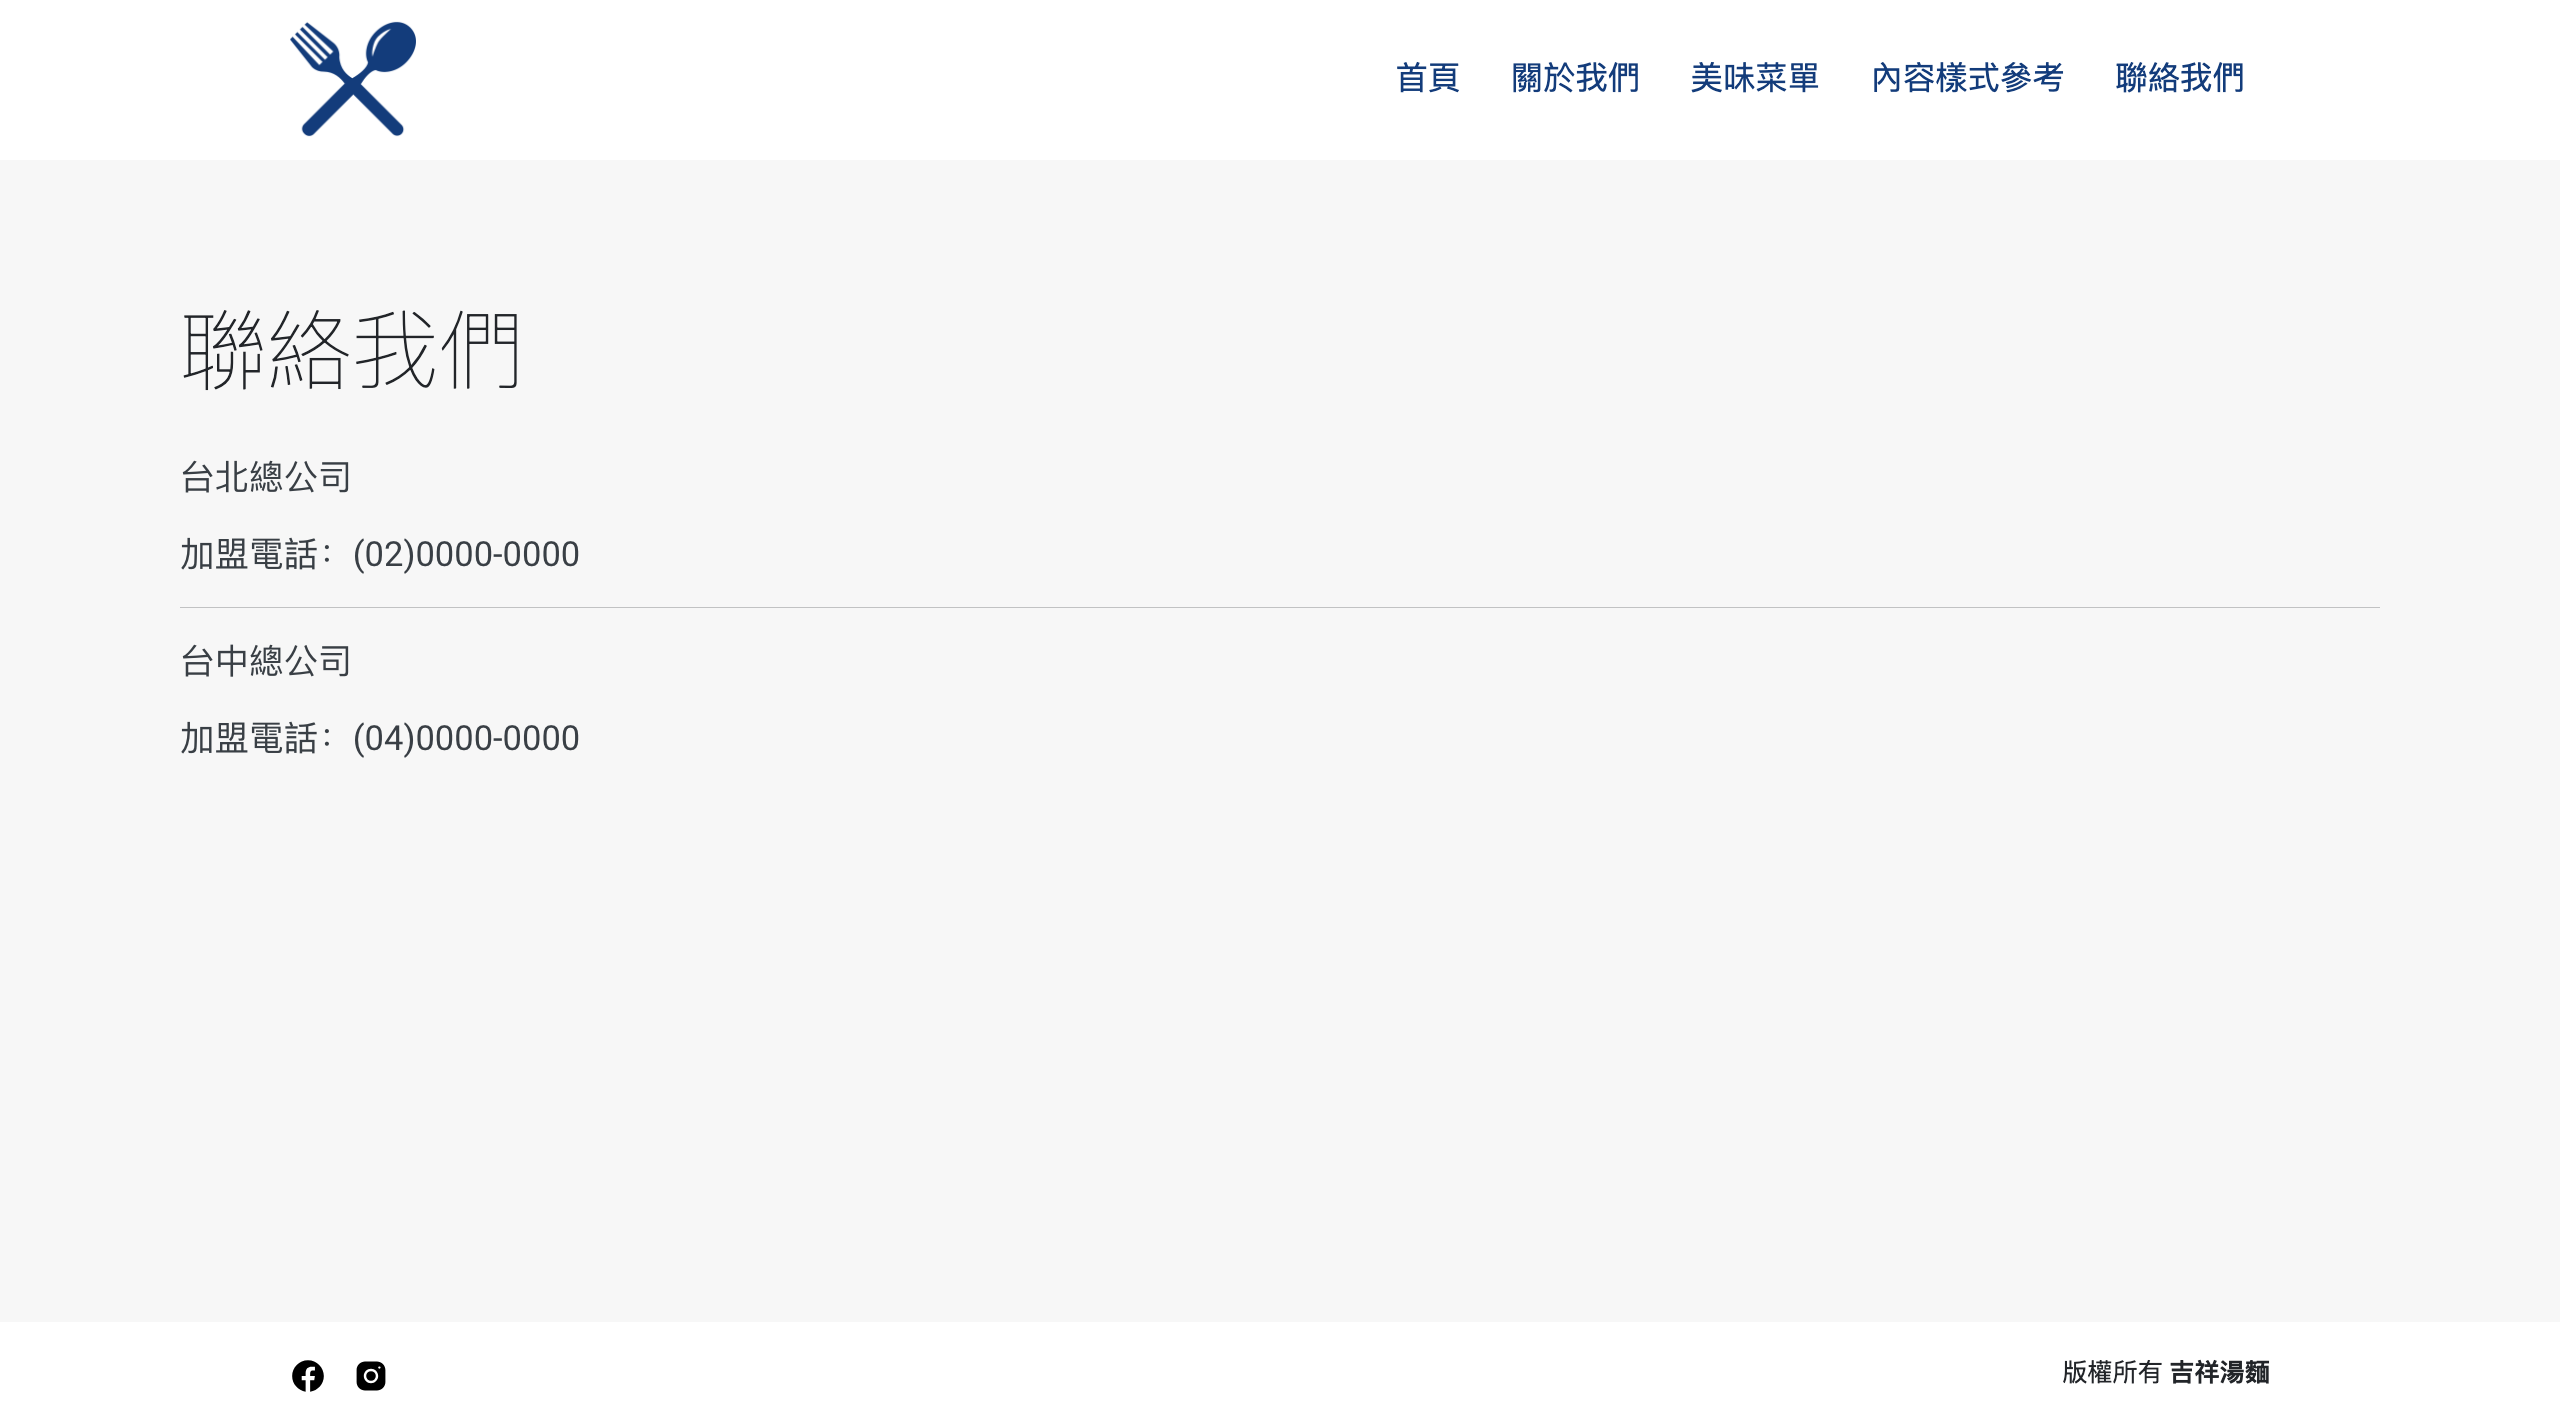 首頁 關於我們 美味菜單 內容樣式參考 聯絡我們
聯絡我們
台北總公司
加盟電話：(02)0000-0000
台中總公司
加盟電話：(04)0000-0000
版權所有 吉祥湯麵